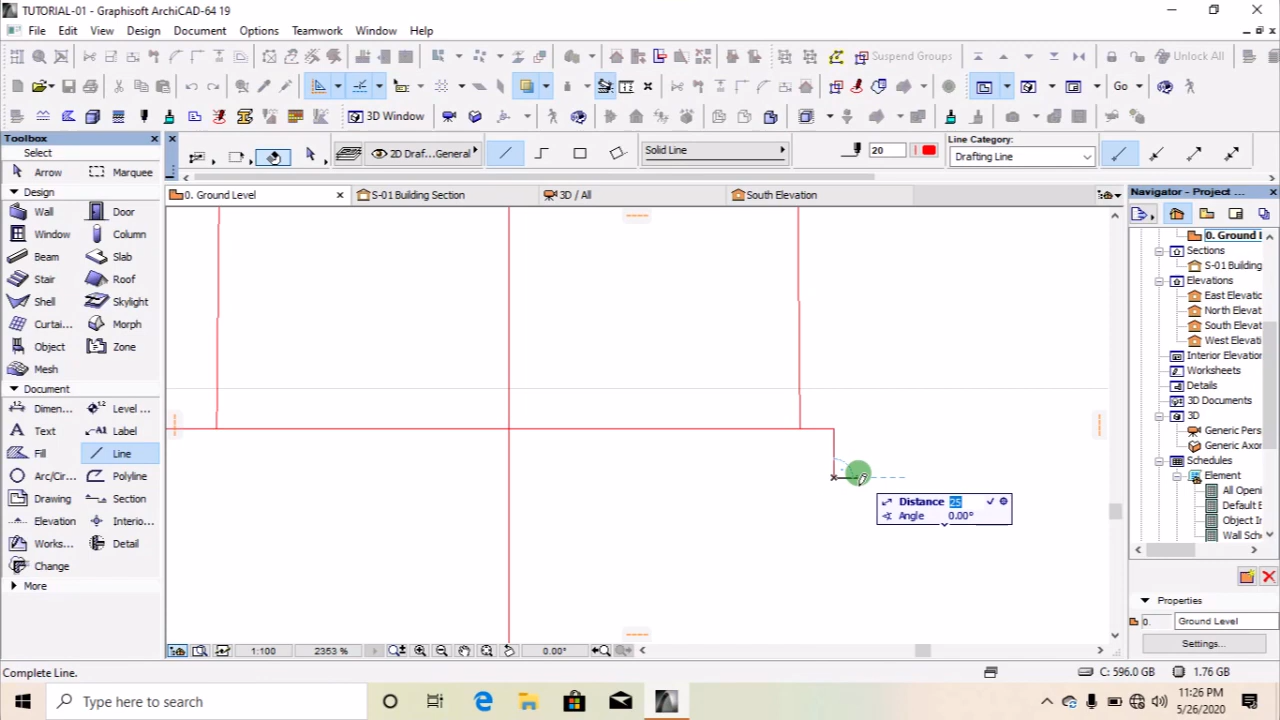 TUTORIAL-01 - Graphisoft ArchiCAD-64 19
File Edit View Design Document Options Teamwork Window Help
Suspend Groups
Unlock All
Go
3D Window
Toolbox
Select
Arrow Marquee
Design
Wall Door
Window Column
Beam Slab
Stair Roof
Shell Skylight
Curtai... Morph
Object Zone
Mesh
Document
Dimen... Level ...
Text A1 Label
Fill Line
Arc/Cir... Polyline
Drawing Section
Elevation Interio...
Works... Detail
Change
More
2D Draf...General
Solid Line
20
Line Category:
Drafting Line
0. Ground Level
S-01 Building Section
3D / All
South Elevation
Distance 25
Angle 0.00°
Navigator - Project ...
0. Ground l
Sections
S-01 Building
Elevations
East Elevatic
North Elevat
South Elevat
West Elevati
Interior Elevation
Worksheets
Details
3D Documents
3D
Generic Pers
Generic Axon
Schedules
Element
All Openi
Default E
Object In
Wall Sch
Properties
0. Ground Level
Settings...
1:100 2353 % 0.00°
Complete Line.
C: 596.0 GB 1.76 GB
Type here to search
11:26 PM
5/26/2020